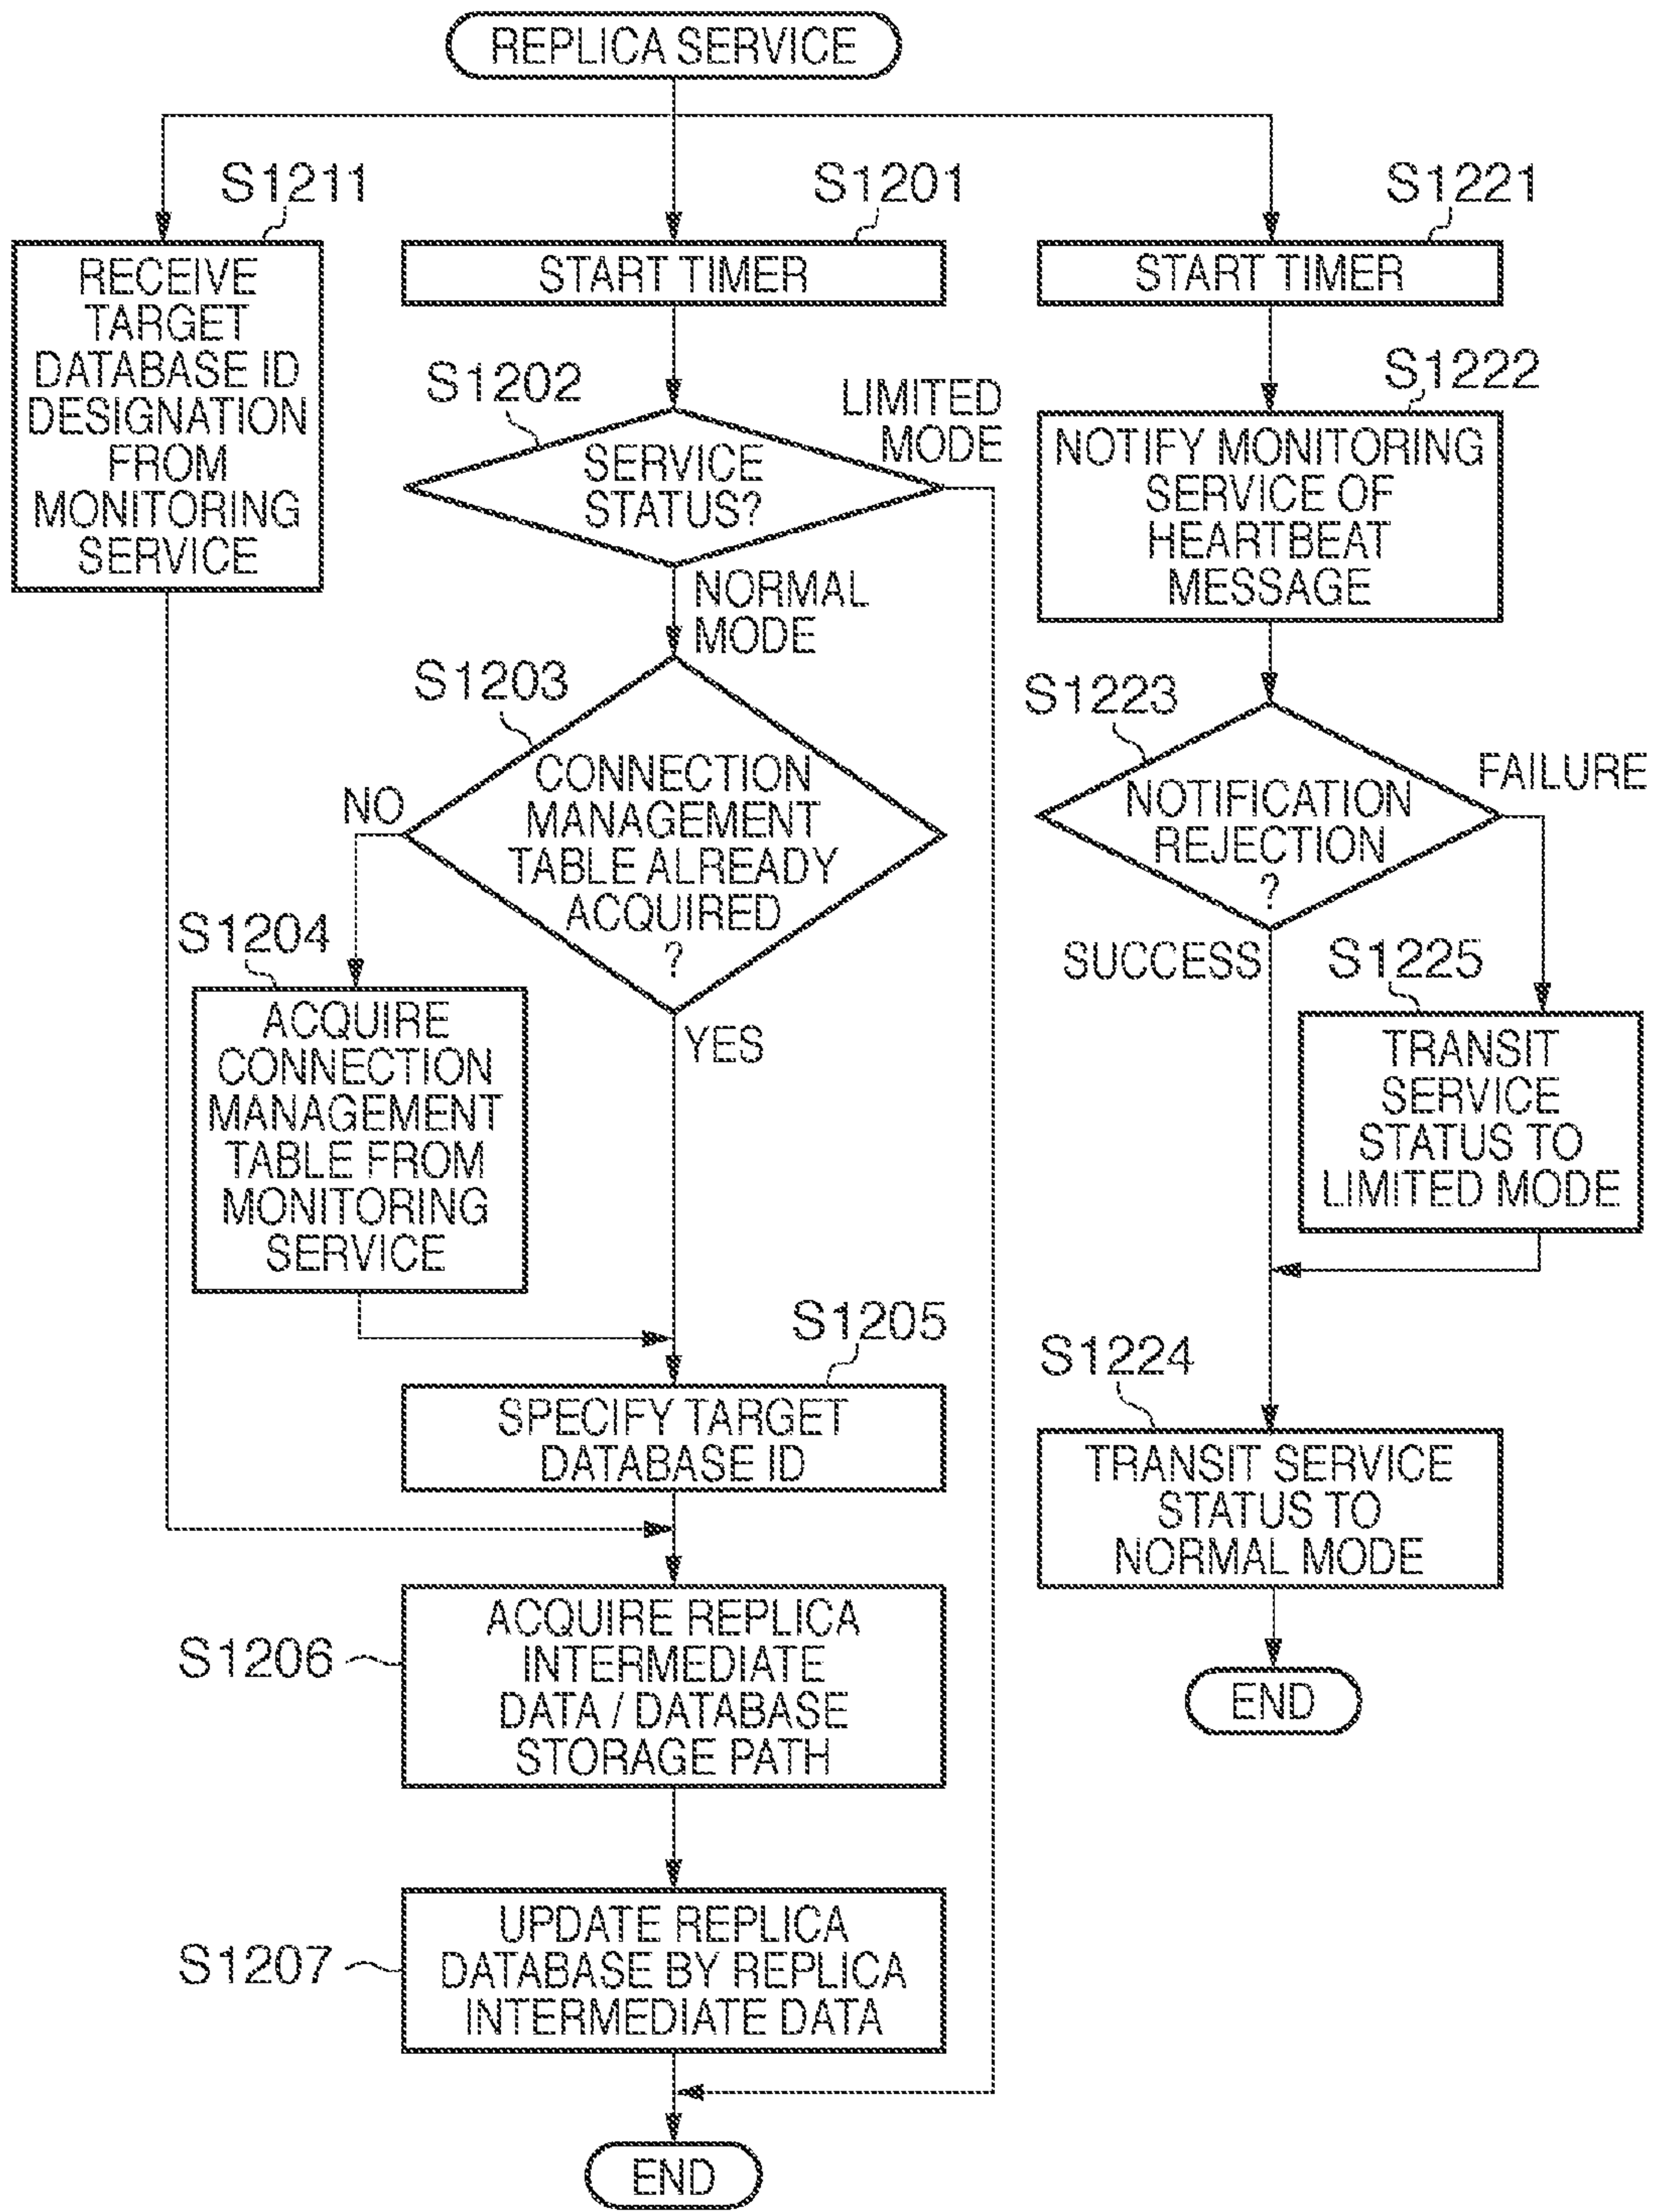 REPLICA SERVICE
S1211
RECEIVE
TARGET
DATABASE ID
DESIGNATION
FROM
MONITORING
SERVICE
S1201
START TIMER
S1202
SERVICE
STATUS?
LIMITED
MODE
NORMAL
MODE
S1203
CONNECTION
MANAGEMENT
TABLE ALREADY
ACQUIRED
?
NO
YES
S1204
ACQUIRE
CONNECTION
MANAGEMENT
TABLE FROM
MONITORING
SERVICE
S1205
SPECIFY TARGET
DATABASE ID
S1206
ACQUIRE REPLICA
INTERMEDIATE
DATA / DATABASE
STORAGE PATH
S1207
UPDATE REPLICA
DATABASE BY REPLICA
INTERMEDIATE DATA
END
S1221
START TIMER
S1222
NOTIFY MONITORING
SERVICE OF
HEARTBEAT
MESSAGE
S1223
NOTIFICATION
REJECTION
?
FAILURE
SUCCESS
S1225
TRANSIT
SERVICE
STATUS TO
LIMITED MODE
S1224
TRANSIT SERVICE
STATUS TO
NORMAL MODE
END